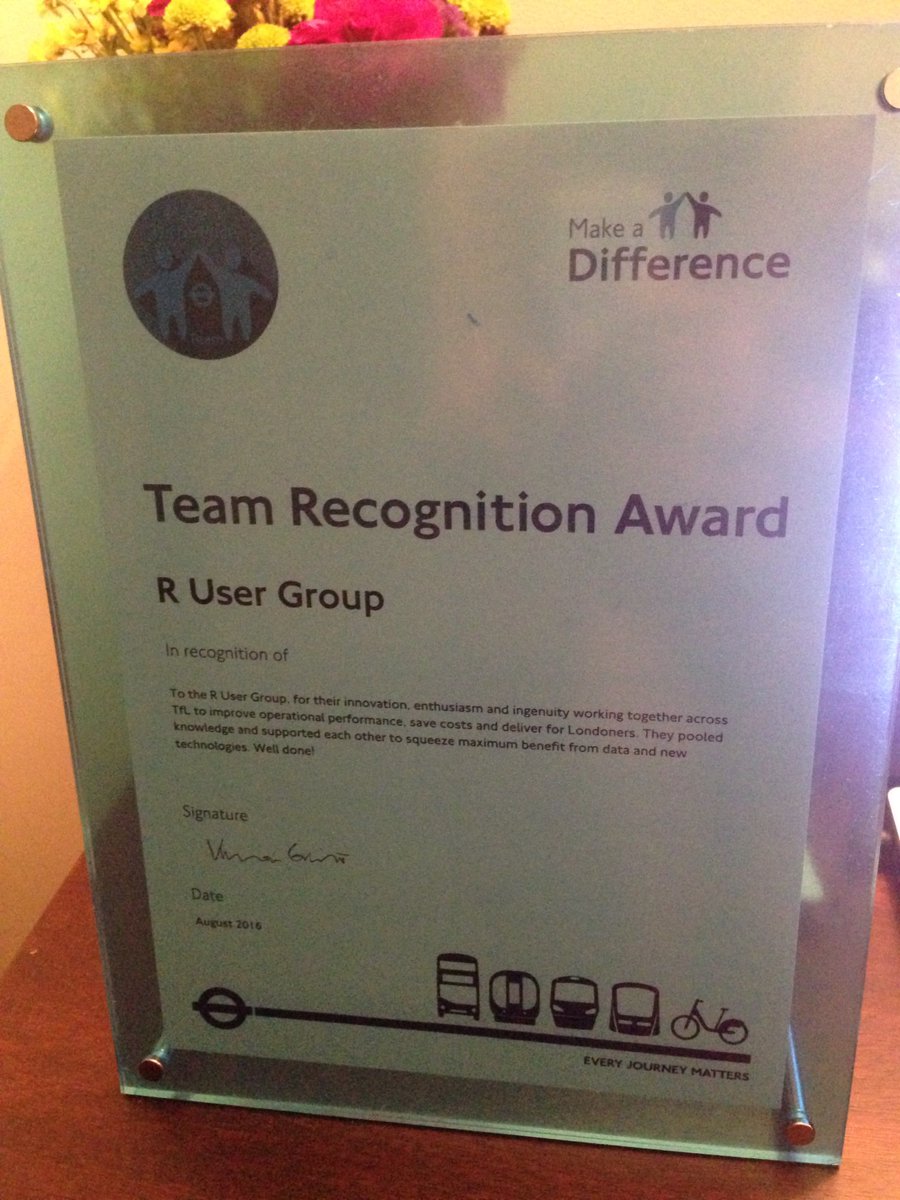 Make a
Difference
Team Recognition Award
R User Group
In recognition of
To the R User Group, for their innovation, enthusiasm and ingenuity working together across
TfL to improve operational performance, save costs and deliver for Londoners. They pooled
knowledge and supported each other to squeeze maximum benefit from data and new
technologies. Well done!
Signature
Date
August 2016
EVERY JOURNEY MATTERS